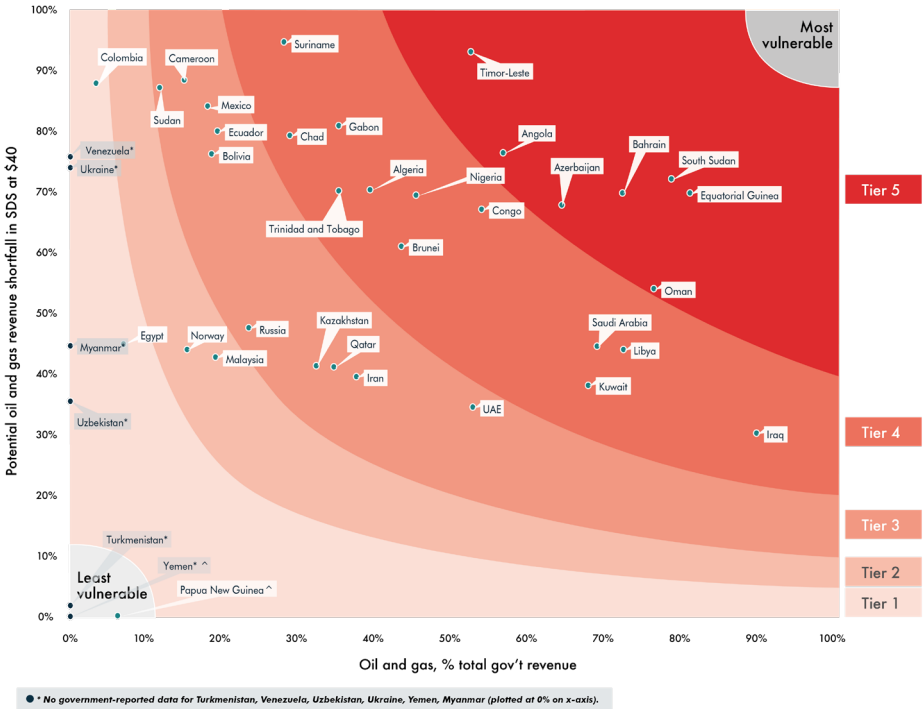 Potential oil and gas revenue shortfall in SDS at $40
100%
90%
80%
70%
60%
50%
40%
30%
20%
10%
0%
Most
vulnerable
Suriname
Colombia
Cameroon
Timor-Leste
Mexico
Sudan
Ecuador
Chad
Gabon
Angola
Venezuela*
Bolivia
Bahrain
Ukraine*
Algeria
Nigeria
Azerbaijan
South Sudan
Equatorial Guinea
Tier 5
Congo
Trinidad and Tobago
Brunei
Oman
Kazakhstan
Saudi Arabia
Egypt
Norway
Russia
Myanmar*
Malaysia
Qatar
Libya
Iran
Kuwait
Uzbekistan*
UAE
Iraq
Tier 4
Tier 3
Turkmenistan*
Yemen* ^
Least
vulnerable
Papua New Guinea^
Tier 2
Tier 1
0%
10%
20%
30%
40%
50%
60%
70%
80%
90%
100%
Oil and gas, % total gov't revenue
* No government-reported data for Turkmenistan, Venezuela, Uzbekistan, Ukraine, Yemen, Myanmar (plotted at 0% on x-axis).